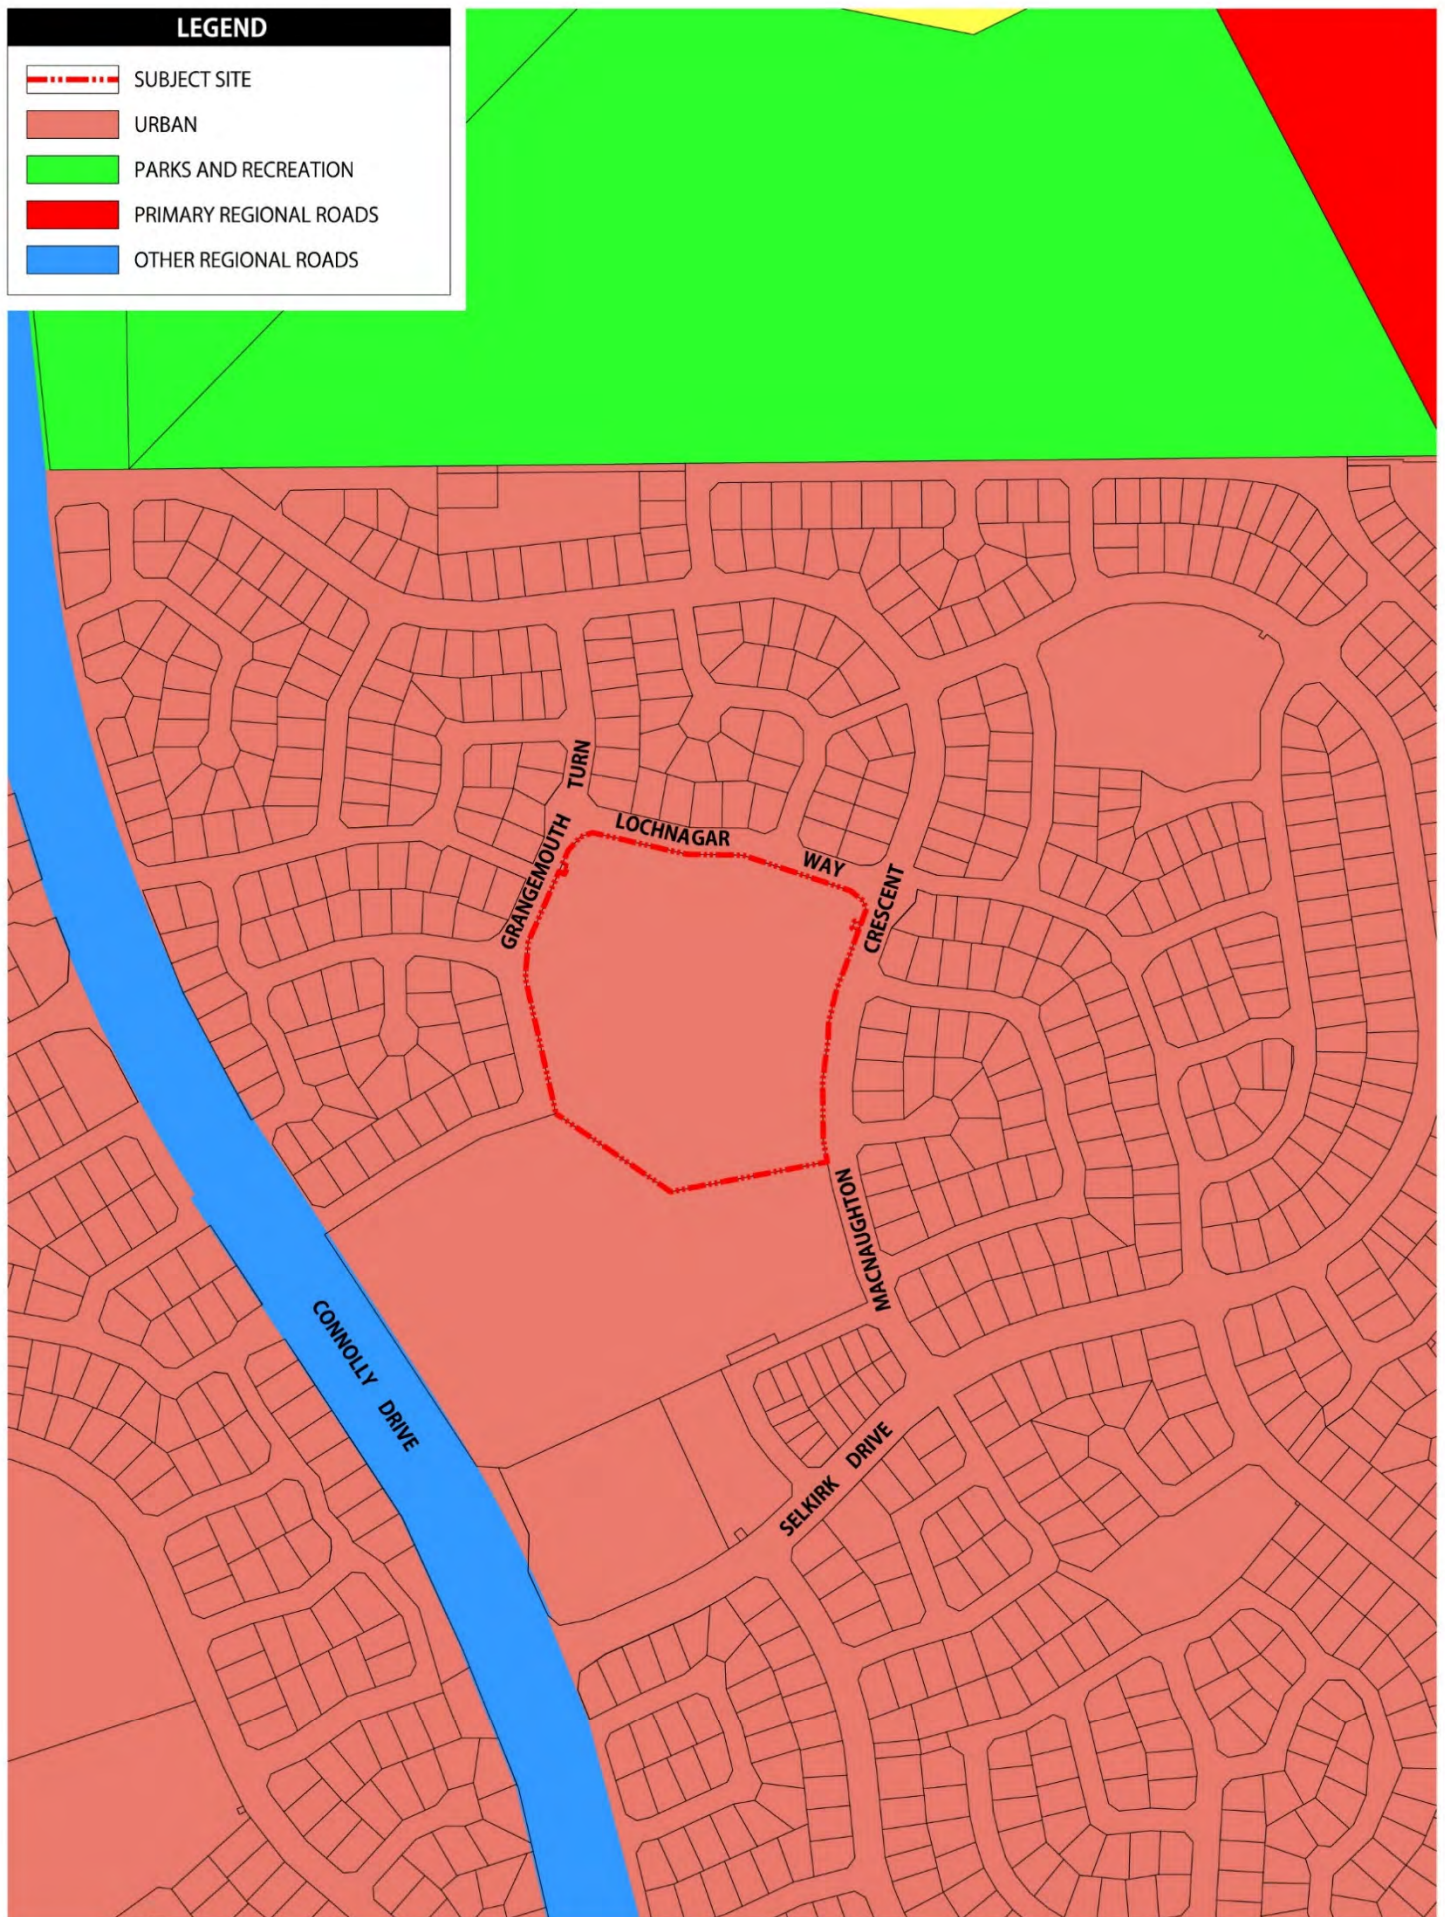 LEGEND
SUBJECT SITE
URBAN
PARKS AND RECREATION
PRIMARY REGIONAL ROADS
OTHER REGIONAL ROADS
GRANGEMOUTH TURN
LOCHNAGAR WAY
MACNAUGHTON CRESCENT
CONNOLLY DRIVE
SELKIRK DRIVE